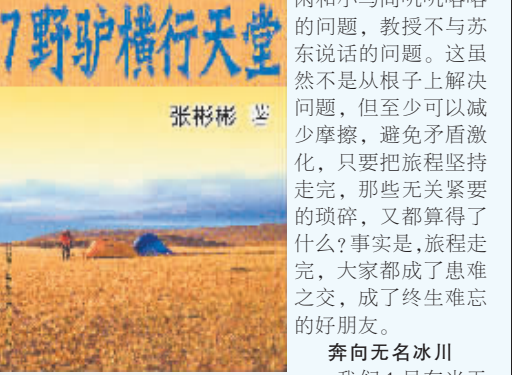 7野驴横行天堂
张彬彬 著
的问题，教授不与苏
东说话的问题。这虽
然不是从根子上解决
问题，但至少可以减
少摩擦，避免矛盾激
化，只要把旅程坚持
走完，那些无关紧要
的琐碎，又都算得了
什么？事实是，旅程走
完，大家都成了患难
之交，成了终生难忘
的好朋友。
奔向无名冰川